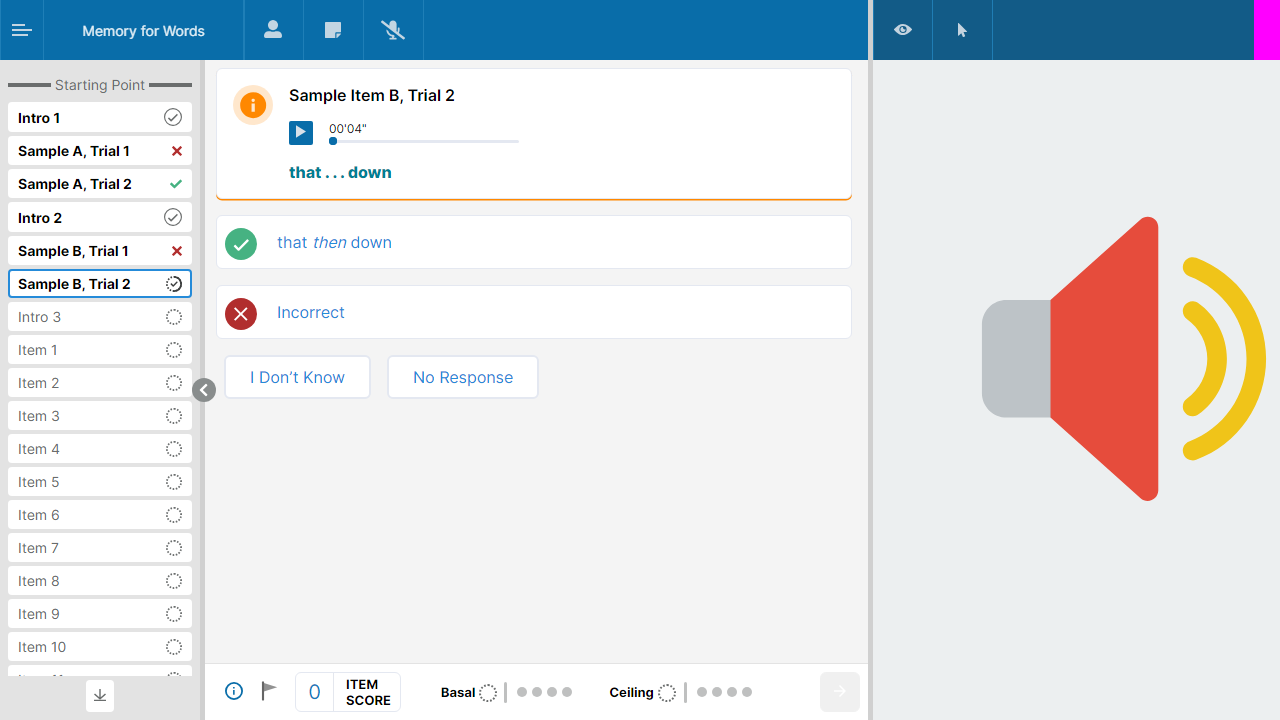 Memory for Words
Starting Point
Intro 1
Sample A, Trial 1
Sample A, Trial 2
Intro 2
Sample B, Trial 1
Sample B, Trial 2
Intro 3
Item 1
Item 2
Item 3
Item 4
Item 5
Item 6
Item 7
Item 8
Item 9
Item 10
Sample Item B, Trial 2
00'04"
that . . . down
that then down
Incorrect
I Don't Know
No Response
0
ITEM
SCORE
Basal
Ceiling